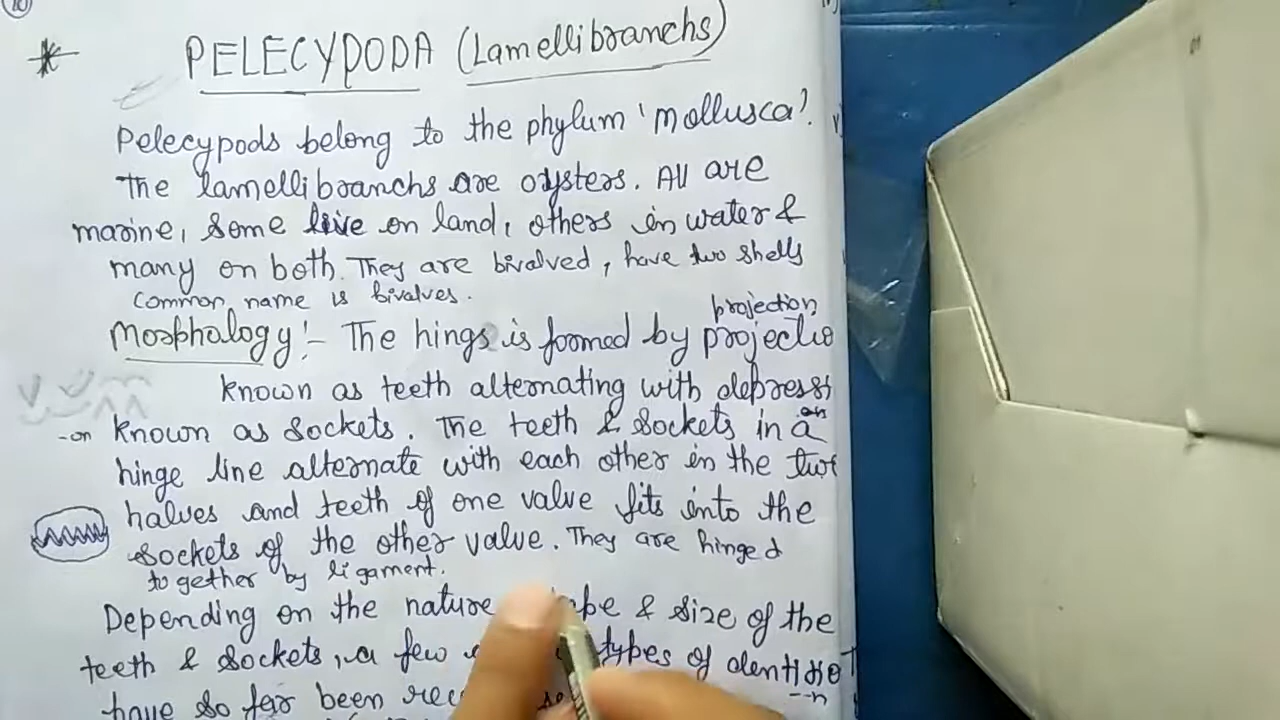 10
PELECYPODA (Lamellibranchs)
Pelecypods belong to the phylum 'Mollusca'.
The lamellibranchs are oysters. All are
marine, some live on land, others in water &
many on both. They are bivalved, have two shells
Common name is bivalves.
projection
Morphology:- The hings is formed by projectio
known as teeth alternating with depressi
-on known as sockets. The teeth & sockets in a an
hinge line alternate with each other in the two
halves and teeth of one valve fits into the
sockets of the other valve. They are hinged
together by ligament.
Depending on the nature & size of the
teeth & sockets, a few types of dentitio
-n
have so far been